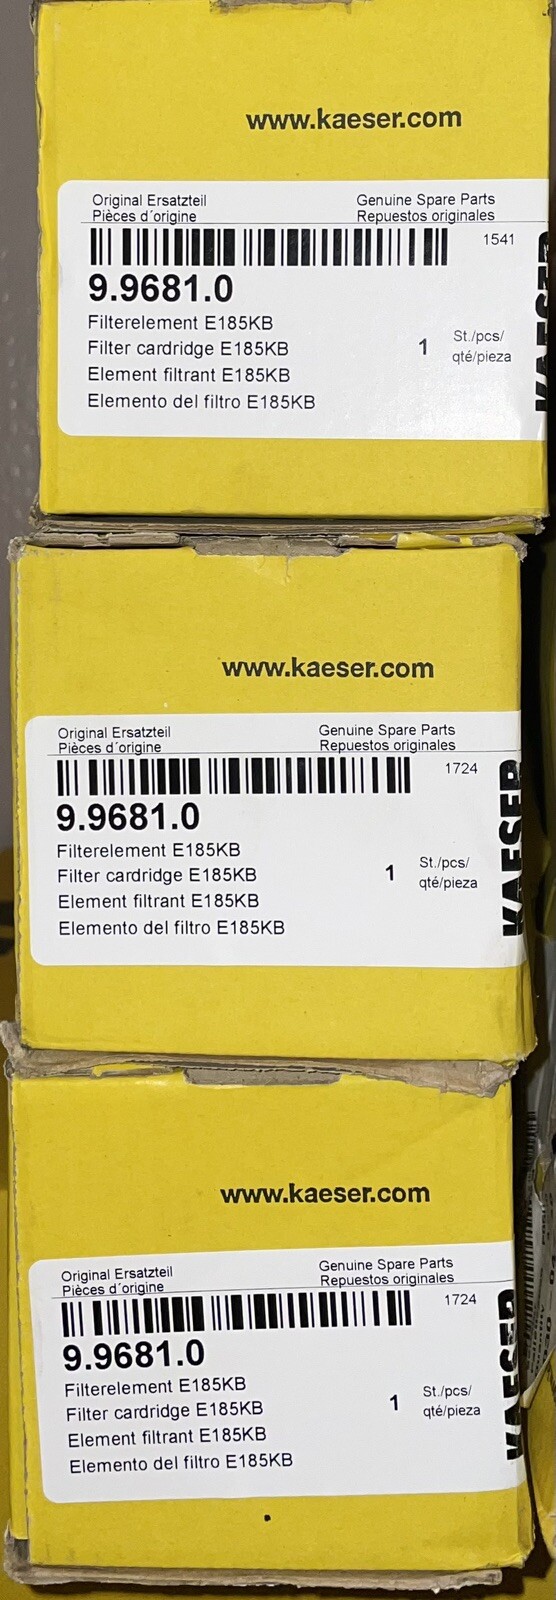 www.kaeser.com
Original Ersatzteil Genuine Spare Parts
Pièces d´origine Repuestos originales
1541
9.9681.0
Filterelement E185KB
Filter cardridge E185KB 1 St./pcs/
Element filtrant E185KB qté/pieza
Elemento del filtro E185KB
KAESER
www.kaeser.com
Original Ersatzteil Genuine Spare Parts
Pièces d´origine Repuestos originales
1724
9.9681.0
Filterelement E185KB
Filter cardridge E185KB 1 St./pcs/
Element filtrant E185KB qté/pieza
Elemento del filtro E185KB
KAESER
www.kaeser.com
Original Ersatzteil Genuine Spare Parts
Pièces d´origine Repuestos originales
1724
9.9681.0
Filterelement E185KB
Filter cardridge E185KB 1 St./pcs/
Element filtrant E185KB qté/pieza
Elemento del filtro E185KB
KAESER